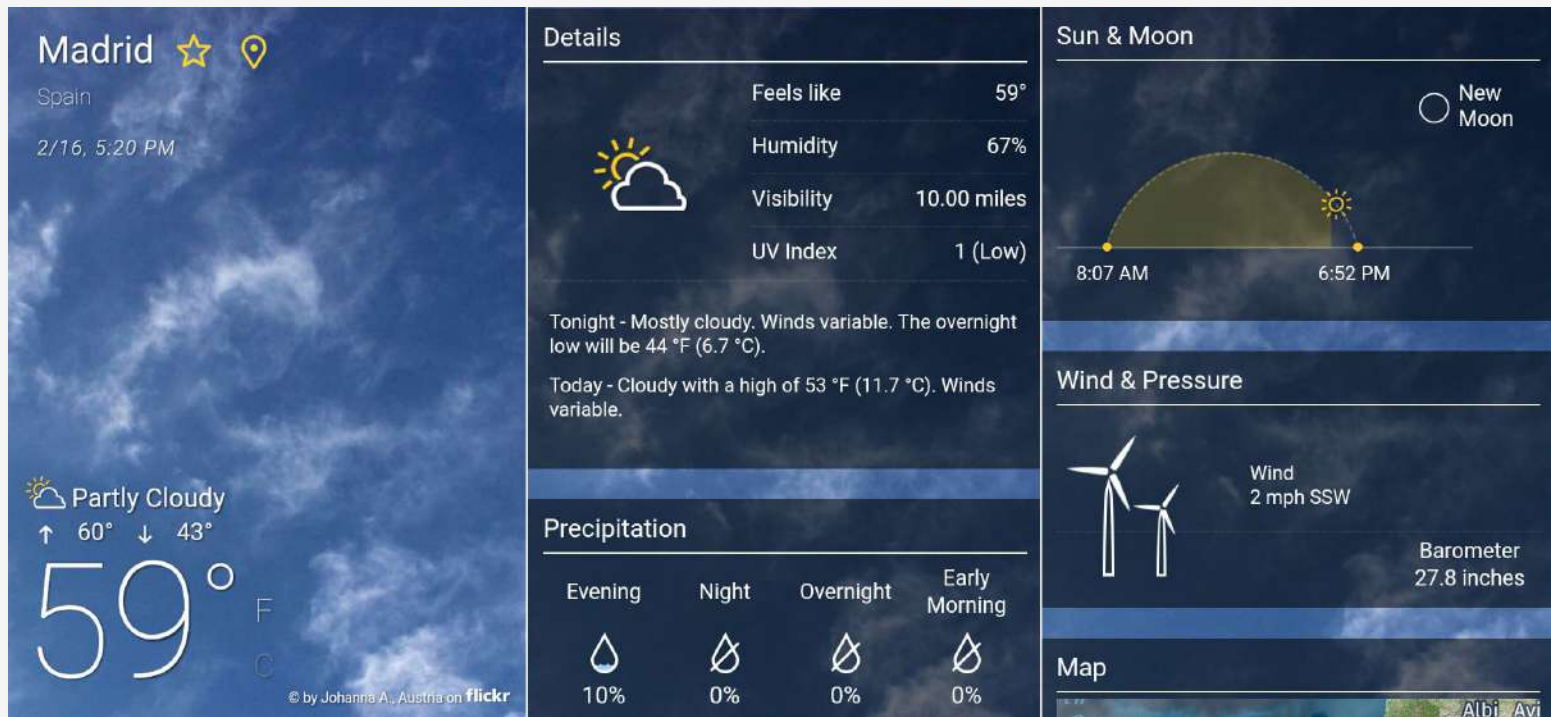 Madrid
Spain
2/16, 5:20 PM
Partly Cloudy
↑ 60° ↓ 43°
59°
F
C
© by Johanna A., Austria on flickr
Details
Feels like 59°
Humidity 67%
Visibility 10.00 miles
UV Index 1 (Low)
Tonight - Mostly cloudy. Winds variable. The overnight
low will be 44 °F (6.7 °C).
Today - Cloudy with a high of 53 °F (11.7 °C). Winds
variable.
Precipitation
Evening Night Overnight Early
Morning
10% 0% 0% 0%
Sun & Moon
New
Moon
8:07 AM 6:52 PM
Wind & Pressure
Wind
2 mph SSW
Barometer
27.8 inches
Map
Albi Avi